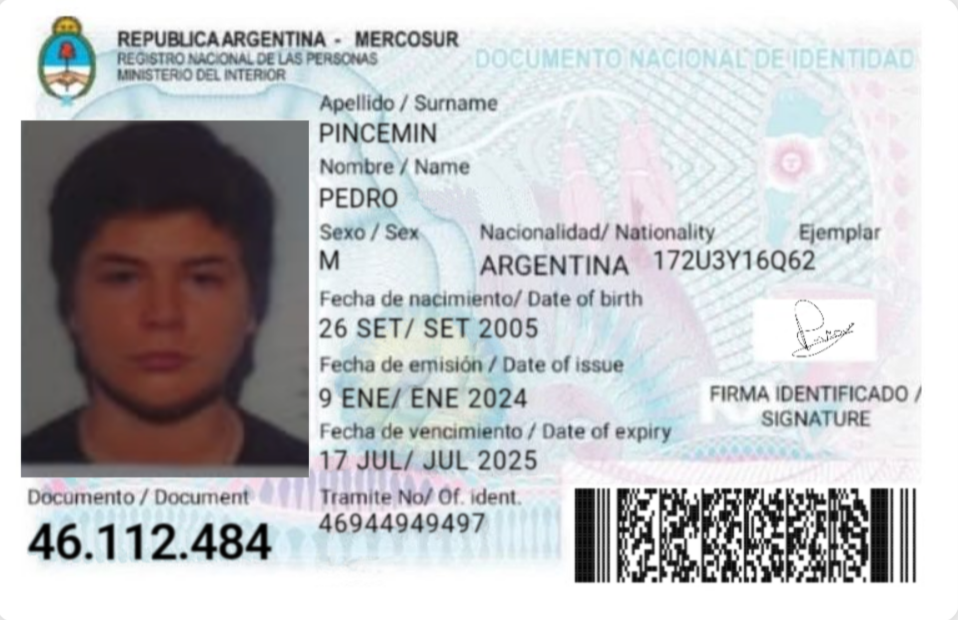 REPUBLICA ARGENTINA - MERCOSUR
REGISTRO NACIONAL DE LAS PERSONAS
MINISTERIO DEL INTERIOR
DOCUMENTO NACIONAL DE IDENTIDAD
Apellido / Surname
PINCEMIN
Nombre / Name
PEDRO
Sexo / Sex Nacionalidad/ Nationality Ejemplar
M ARGENTINA 172U3Y16Q62
Fecha de nacimiento/ Date of birth
26 SET/ SET 2005
Fecha de emisión / Date of issue
9 ENE/ ENE 2024
Fecha de vencimiento / Date of expiry
17 JUL/ JUL 2025
FIRMA IDENTIFICADO /
SIGNATURE
Documento / Document
46.112.484
Tramite No/ Of. ident.
46944949497